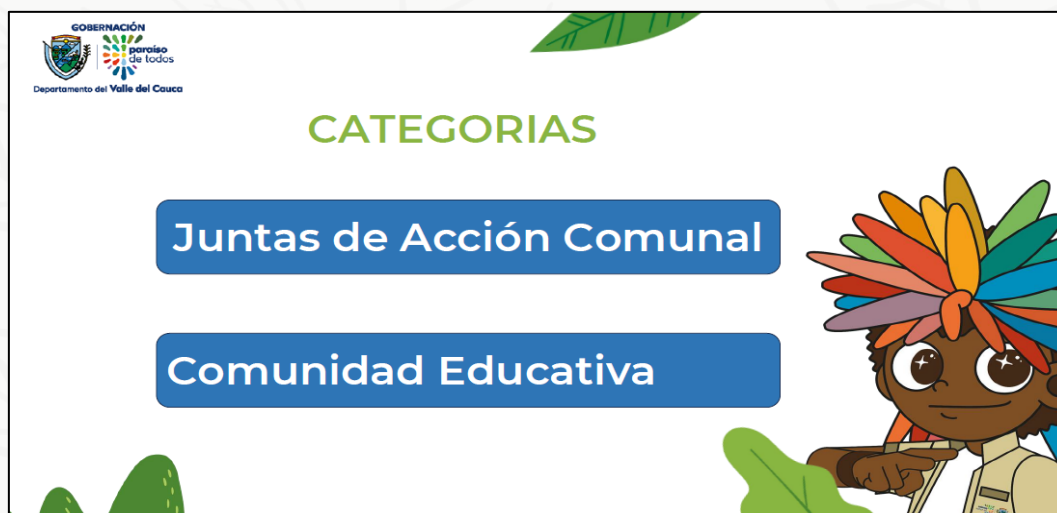 GOBERNACIÓN
paraíso
de todos
Departamento del Valle del Cauca
CATEGORIAS
Juntas de Acción Comunal
Comunidad Educativa